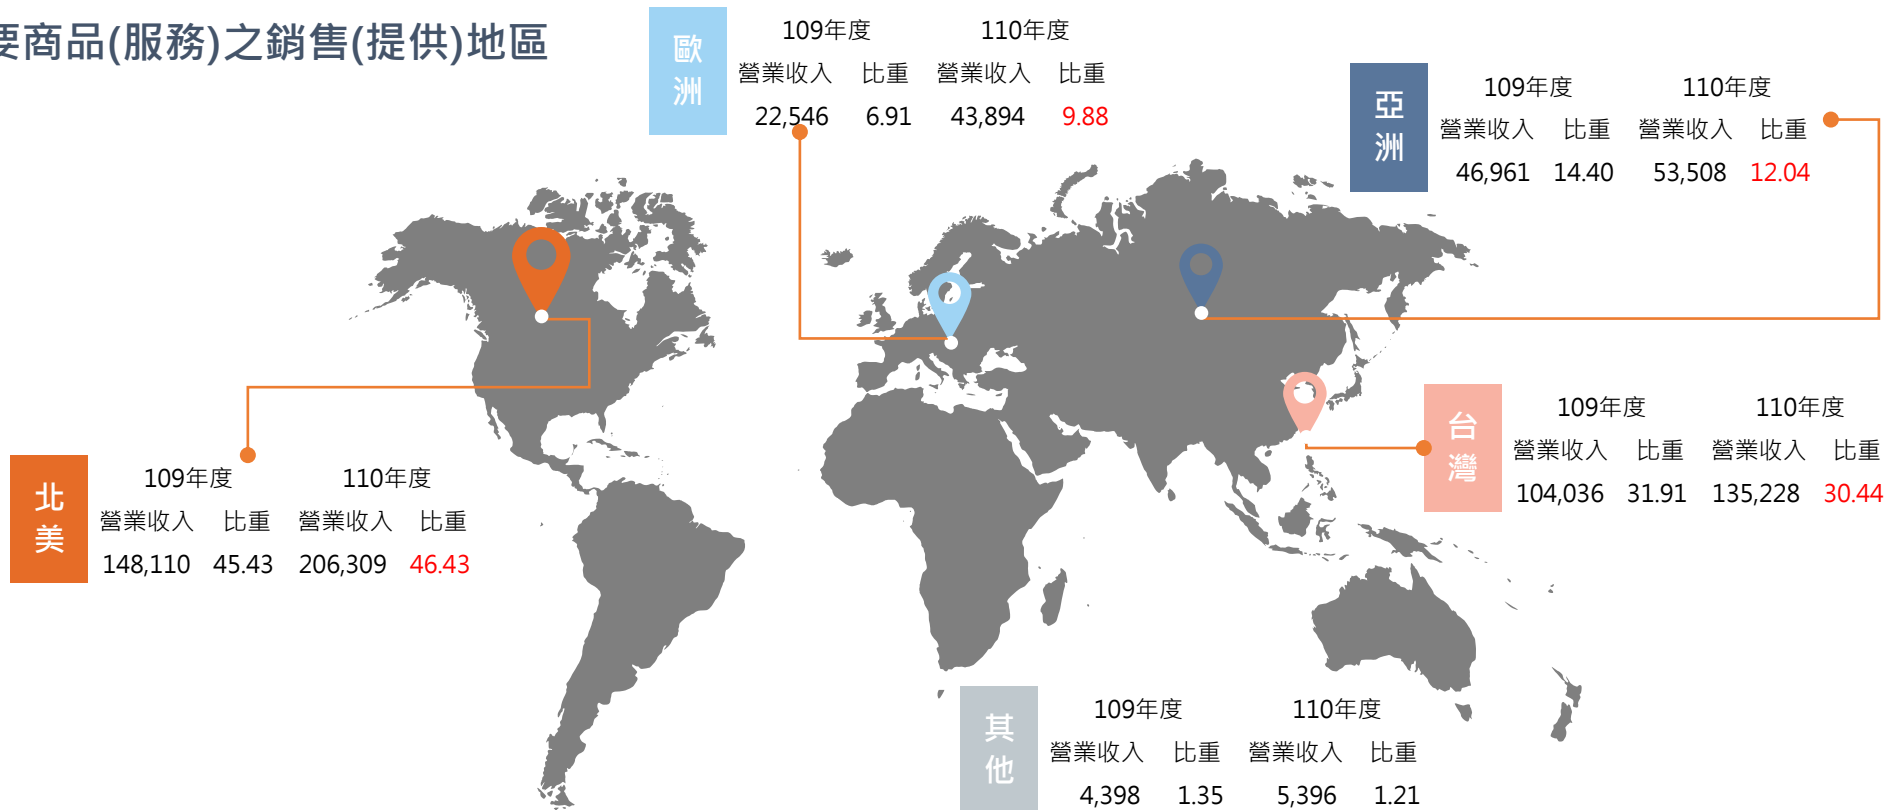 要商品(服務)之銷售(提供)地區
歐洲
109年度 110年度
營業收入 比重 營業收入 比重
22,546 6.91 43,894 9.88
亞洲
109年度 110年度
營業收入 比重 營業收入 比重
46,961 14.40 53,508 12.04
台灣
109年度 110年度
營業收入 比重 營業收入 比重
104,036 31.91 135,228 30.44
北美
109年度 110年度
營業收入 比重 營業收入 比重
148,110 45.43 206,309 46.43
其他
109年度 110年度
營業收入 比重 營業收入 比重
4,398 1.35 5,396 1.21